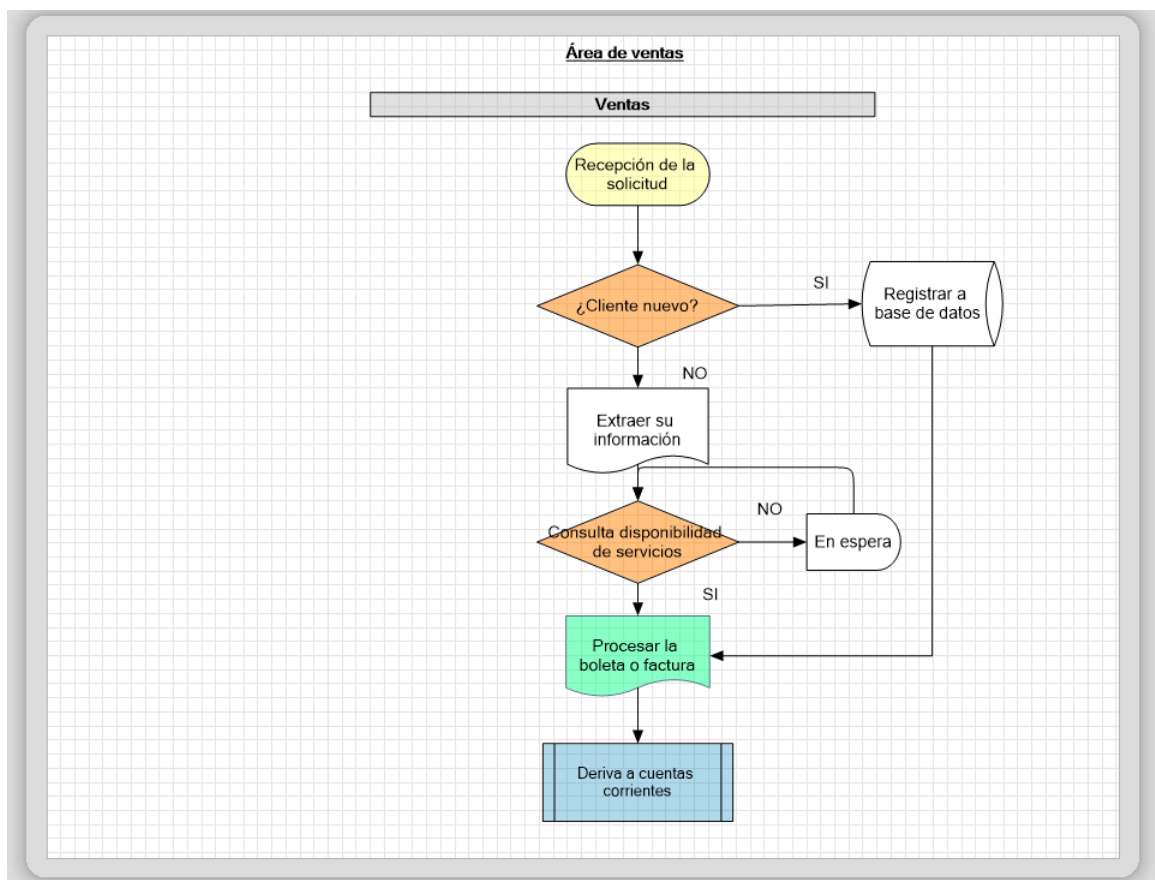 Área de ventas
Ventas
Recepción de la
solicitud
¿Cliente nuevo?
SI
Registrar a
base de datos
NO
Extraer su
información
Consulta disponibilidad
de servicios
NO
En espera
SI
Procesar la
boleta o factura
Deriva a cuentas
corrientes